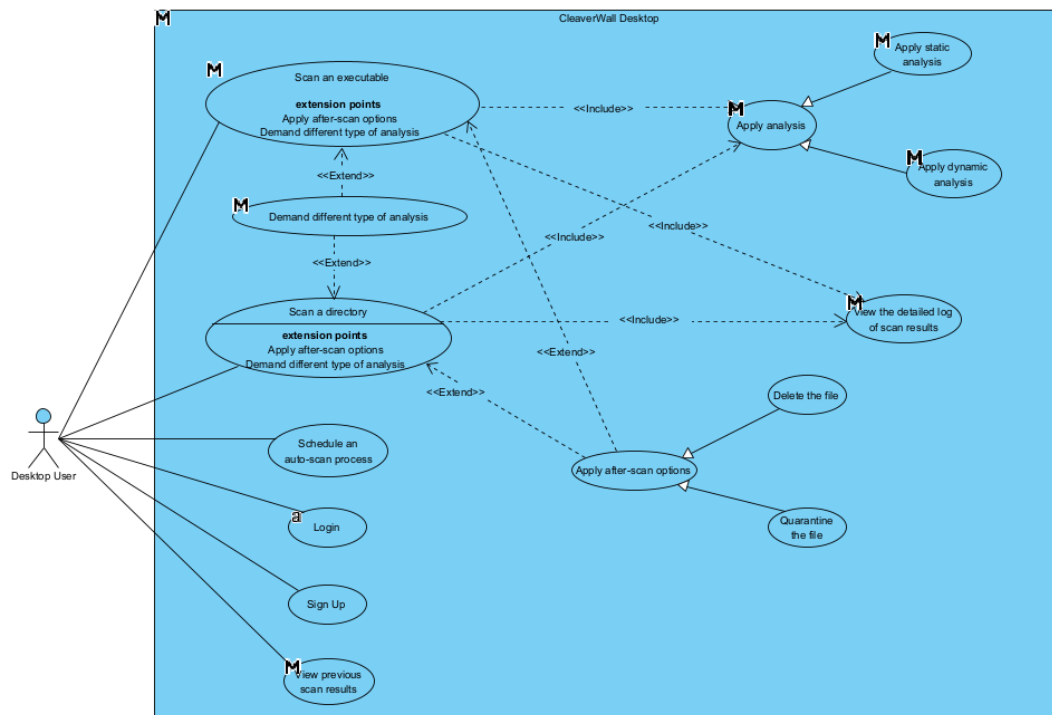 CleaverWall Desktop
M
M
Scan an executable
extension points
Apply after-scan options
Demand different type of analysis
<<Include>>
M
Apply analysis
M
Apply static
analysis
M
Apply dynamic
analysis
<<Extend>>
M
Demand different type of analysis
<<Extend>>
<<Include>>
<<Include>>
Scan a directory
extension points
Apply after-scan options
Demand different type of analysis
<<Include>>
M
View the detailed log
of scan results
<<Extend>>
<<Extend>>
Delete the file
Apply after-scan options
Quarantine
the file
Desktop User
Schedule an
auto-scan process
a
Login
Sign Up
M
View previous
scan results